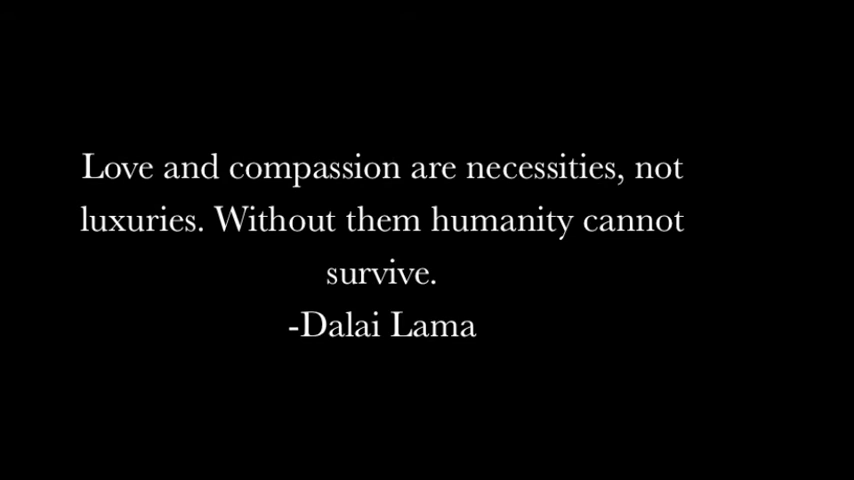 Love and compassion are necessities, not
luxuries. Without them humanity cannot
survive.
-Dalai Lama